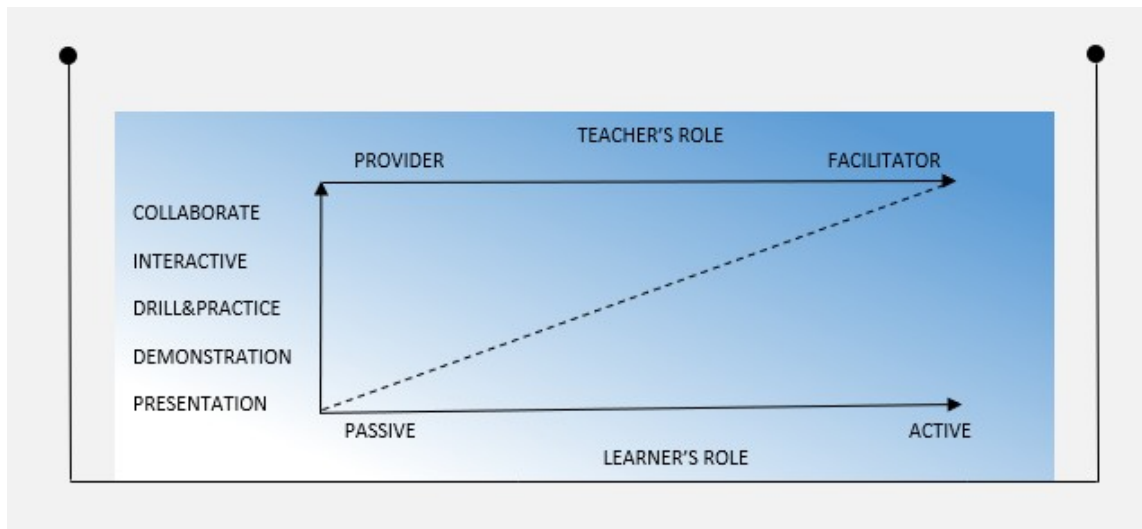 TEACHER'S ROLE
PROVIDER FACILITATOR
COLLABORATE
INTERACTIVE
DRILL&PRACTICE
DEMONSTRATION
PRESENTATION
PASSIVE ACTIVE
LEARNER'S ROLE